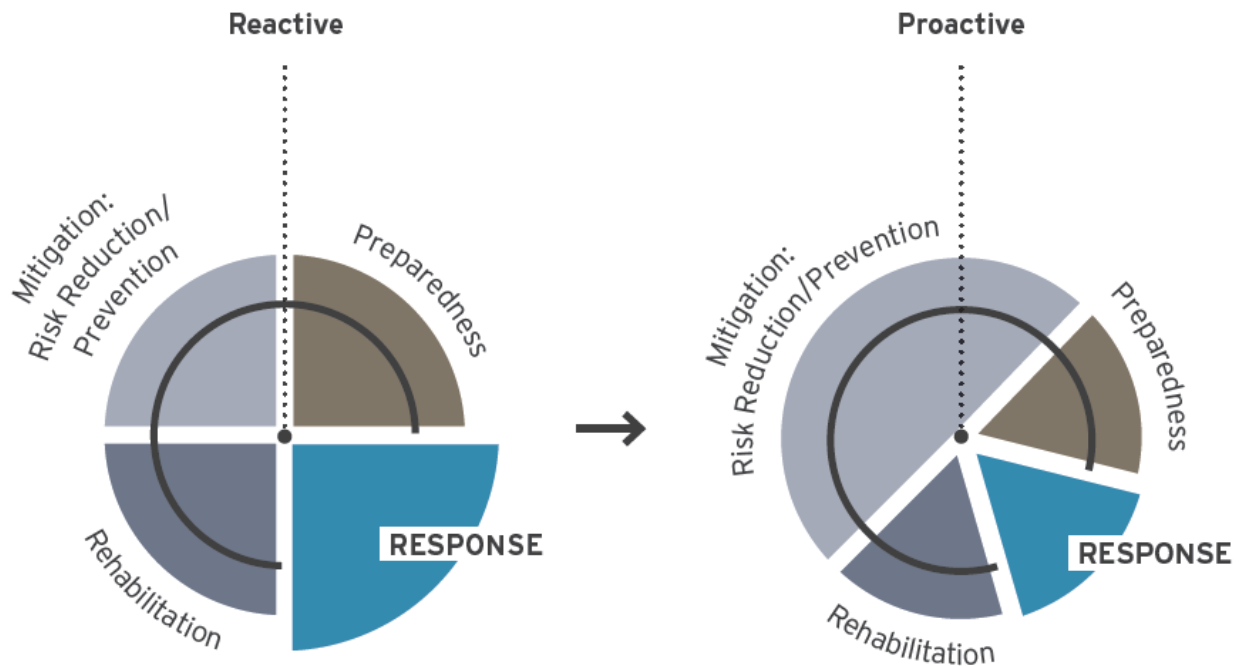 Reactive
Mitigation:
Risk Reduction/
Prevention
Preparedness
Rehabilitation
RESPONSE
Proactive
Mitigation:
Risk Reduction/Prevention
Preparedness
RESPONSE
Rehabilitation